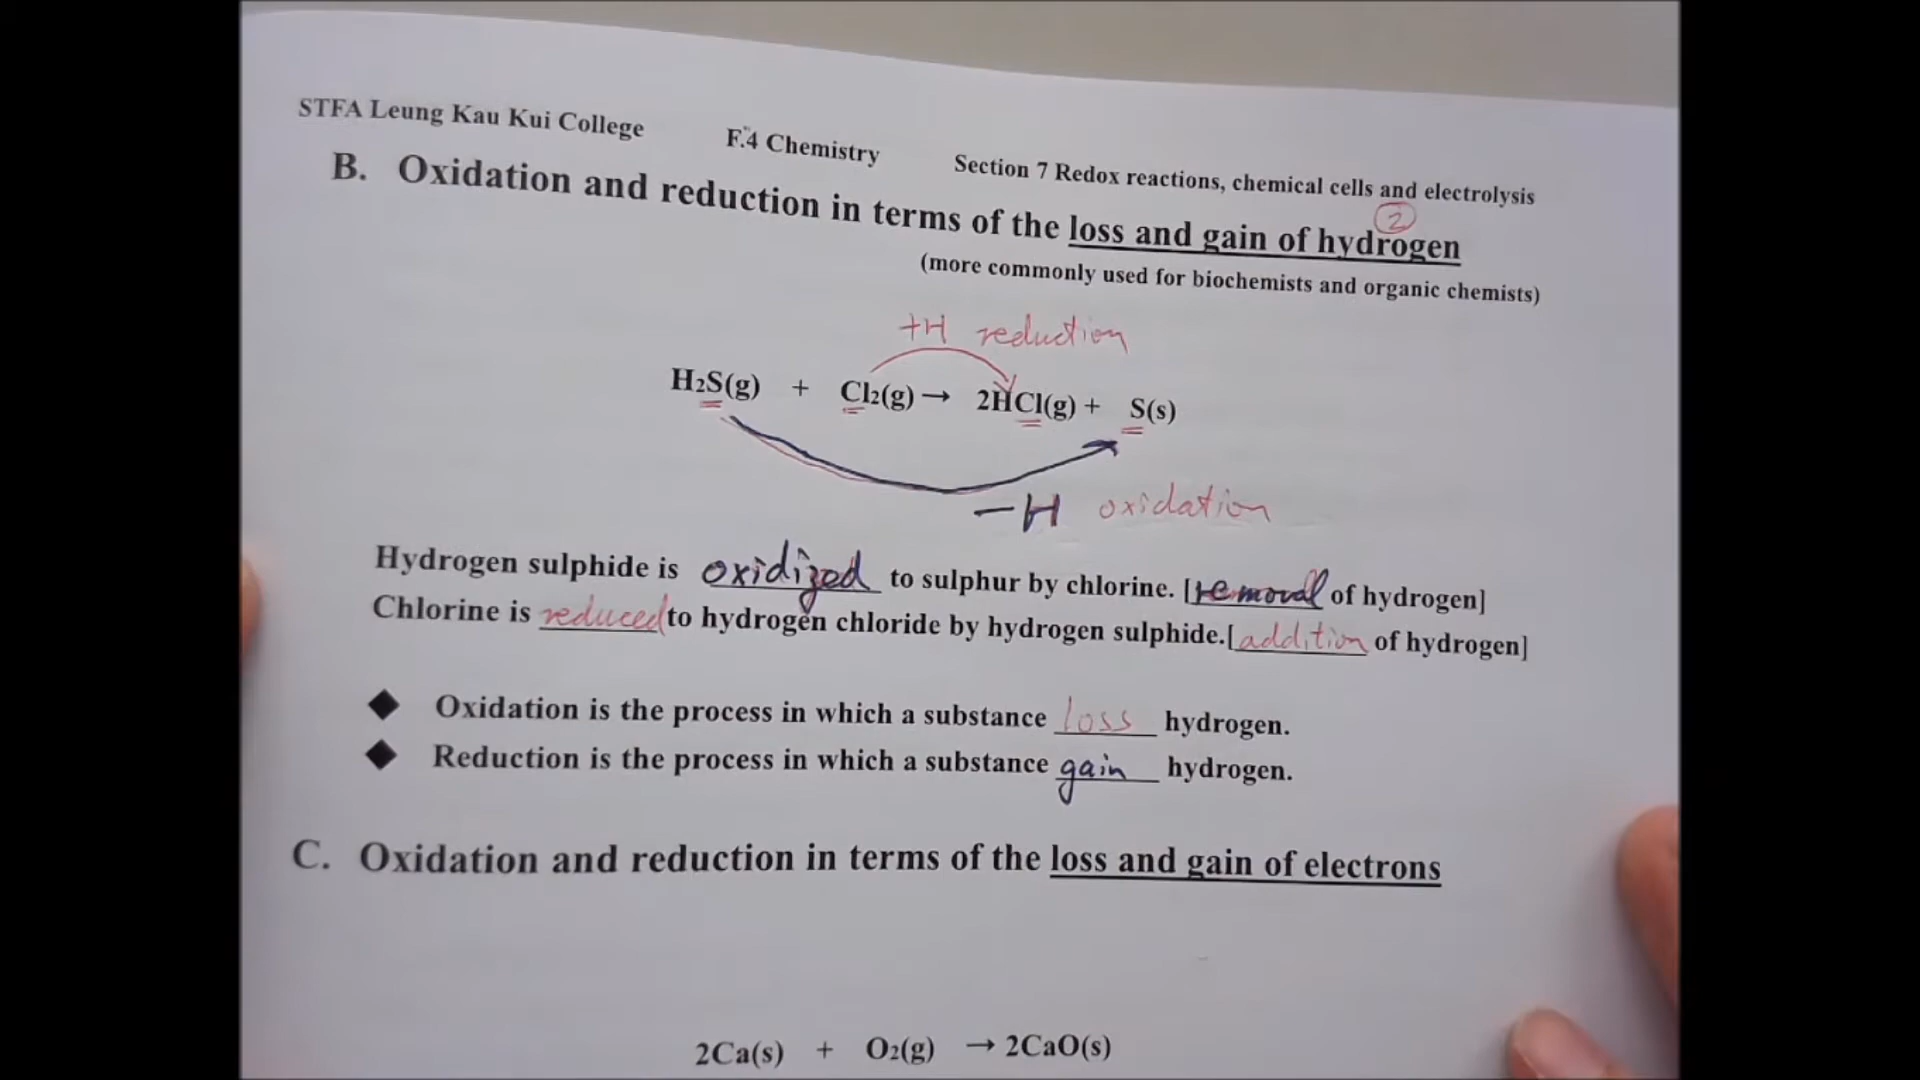 STFA Leung Kau Kui College F.4 Chemistry Section 7 Redox reactions, chemical cells and electrolysis
2
B. Oxidation and reduction in terms of the loss and gain of hydrogen
(more commonly used for biochemists and organic chemists)
+H reduction
H2S(g) + Cl2(g) → 2HCl(g) + S(s)
−H oxidation
Hydrogen sulphide is oxidized to sulphur by chlorine. [removal of hydrogen]
Chlorine is reduced to hydrogen chloride by hydrogen sulphide.[addition of hydrogen]
◆ Oxidation is the process in which a substance loss hydrogen.
◆ Reduction is the process in which a substance gain hydrogen.
C. Oxidation and reduction in terms of the loss and gain of electrons
2Ca(s) + O2(g) → 2CaO(s)